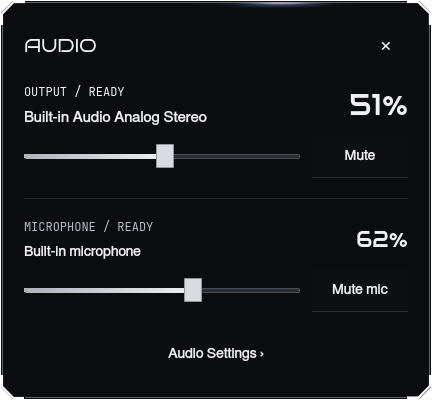 AUDIO
×
OUTPUT / READY
51%
Built-in Audio Analog Stereo
Mute
MICROPHONE / READY
62%
Built-in microphone
Mute mic
Audio Settings ›